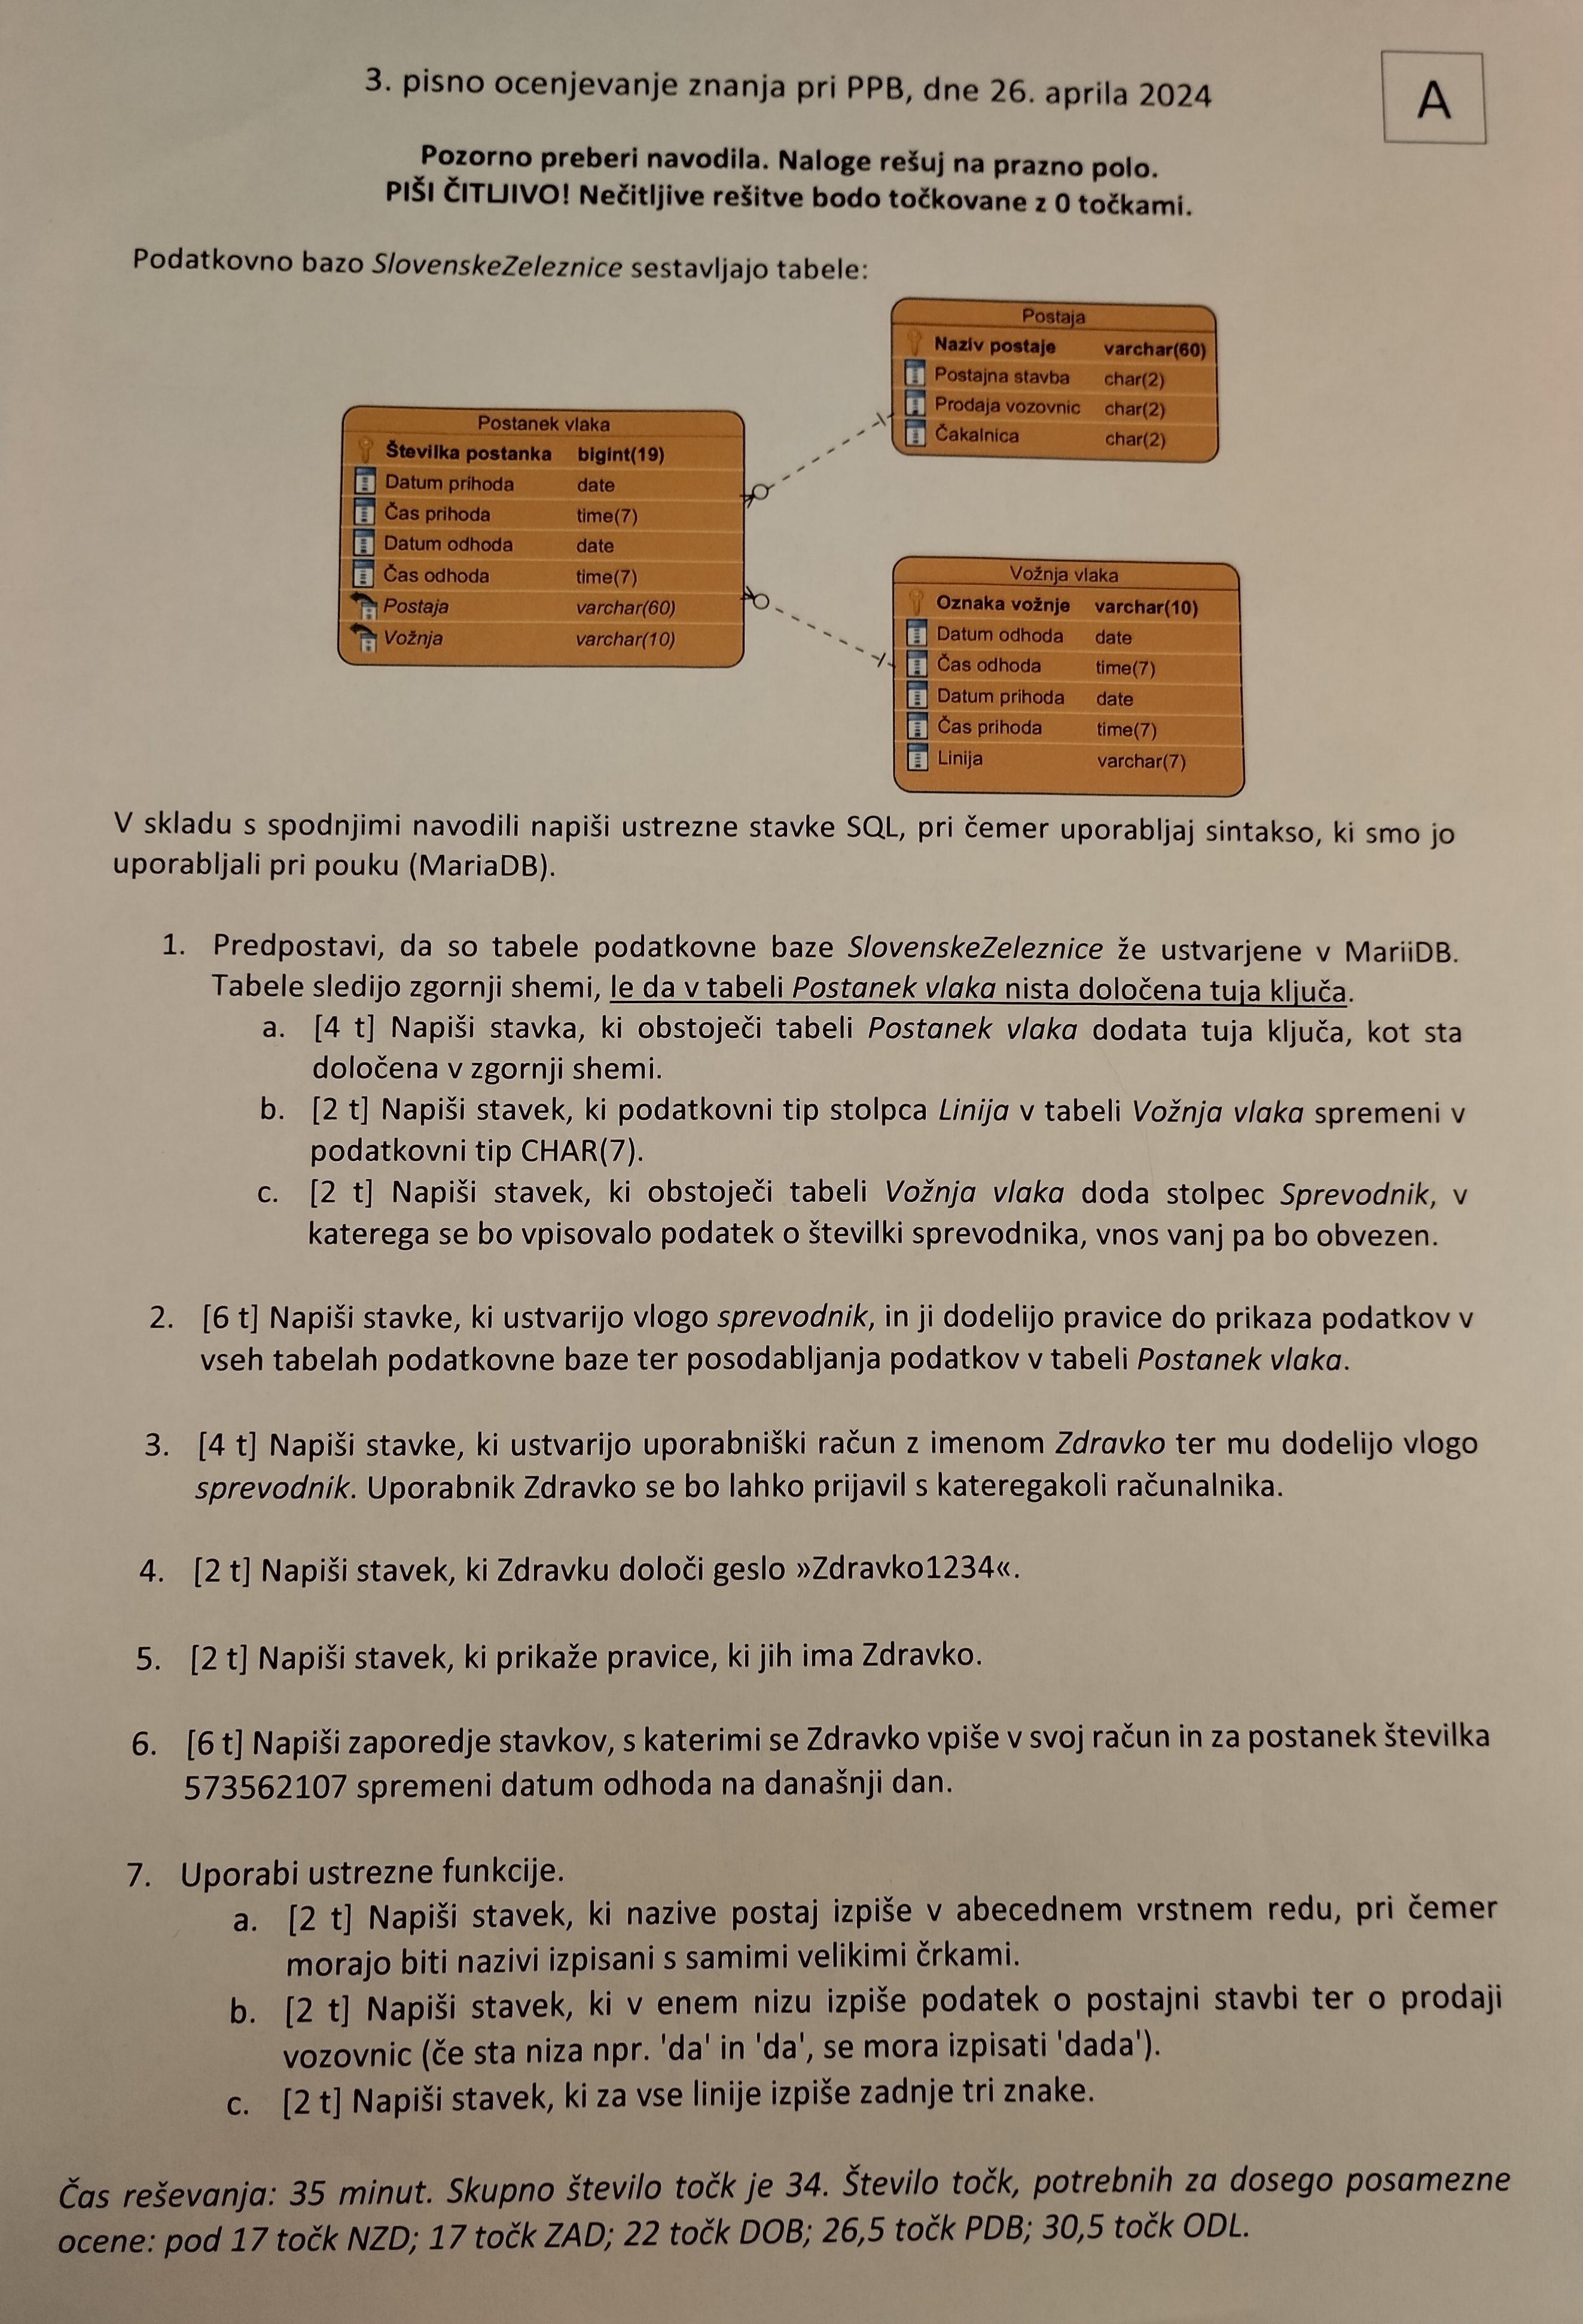 3. pisno ocenjevanje znanja pri PPB, dne 26. aprila 2024
A
Pozorno preberi navodila. Naloge rešuj na prazno polo.
PIŠI ČITLJIVO! Nečitljive rešitve bodo točkovane z 0 točkami.
Podatkovno bazo SlovenskeZeleznice sestavljajo tabele:
Postaja
Naziv postaje varchar(60)
Postajna stavba char(2)
Prodaja vozovnic char(2)
Čakalnica char(2)
Postanek vlaka
Številka postanka bigint(19)
Datum prihoda date
Čas prihoda time(7)
Datum odhoda date
Čas odhoda time(7)
Postaja varchar(60)
Vožnja varchar(10)
Vožnja vlaka
Oznaka vožnje varchar(10)
Datum odhoda date
Čas odhoda time(7)
Datum prihoda date
Čas prihoda time(7)
Linija varchar(7)
V skladu s spodnjimi navodili napiši ustrezne stavke SQL, pri čemer uporabljaj sintakso, ki smo jo
uporabljali pri pouku (MariaDB).
1. Predpostavi, da so tabele podatkovne baze SlovenskeZeleznice že ustvarjene v MariiDB.
Tabele sledijo zgornji shemi, le da v tabeli Postanek vlaka nista določena tuja ključa.
a. [4 t] Napiši stavka, ki obstoječi tabeli Postanek vlaka dodata tuja ključa, kot sta
določena v zgornji shemi.
b. [2 t] Napiši stavek, ki podatkovni tip stolpca Linija v tabeli Vožnja vlaka spremeni v
podatkovni tip CHAR(7).
c. [2 t] Napiši stavek, ki obstoječi tabeli Vožnja vlaka doda stolpec Sprevodnik, v
katerega se bo vpisovalo podatek o številki sprevodnika, vnos vanj pa bo obvezen.
2. [6 t] Napiši stavke, ki ustvarijo vlogo sprevodnik, in ji dodelijo pravice do prikaza podatkov v
vseh tabelah podatkovne baze ter posodabljanja podatkov v tabeli Postanek vlaka.
3. [4 t] Napiši stavke, ki ustvarijo uporabniški račun z imenom Zdravko ter mu dodelijo vlogo
sprevodnik. Uporabnik Zdravko se bo lahko prijavil s kateregakoli računalnika.
4. [2 t] Napiši stavek, ki Zdravku določi geslo »Zdravko1234«.
5. [2 t] Napiši stavek, ki prikaže pravice, ki jih ima Zdravko.
6. [6 t] Napiši zaporedje stavkov, s katerimi se Zdravko vpiše v svoj račun in za postanek številka
573562107 spremeni datum odhoda na današnji dan.
7. Uporabi ustrezne funkcije.
a. [2 t] Napiši stavek, ki nazive postaj izpiše v abecednem vrstnem redu, pri čemer
morajo biti nazivi izpisani s samimi velikimi črkami.
b. [2 t] Napiši stavek, ki v enem nizu izpiše podatek o postajni stavbi ter o prodaji
vozovnic (če sta niza npr. 'da' in 'da', se mora izpisati 'dada').
c. [2 t] Napiši stavek, ki za vse linije izpiše zadnje tri znake.
Čas reševanja: 35 minut. Skupno število točk je 34. Število točk, potrebnih za dosego posamezne
ocene: pod 17 točk NZD; 17 točk ZAD; 22 točk DOB; 26,5 točk PDB; 30,5 točk ODL.